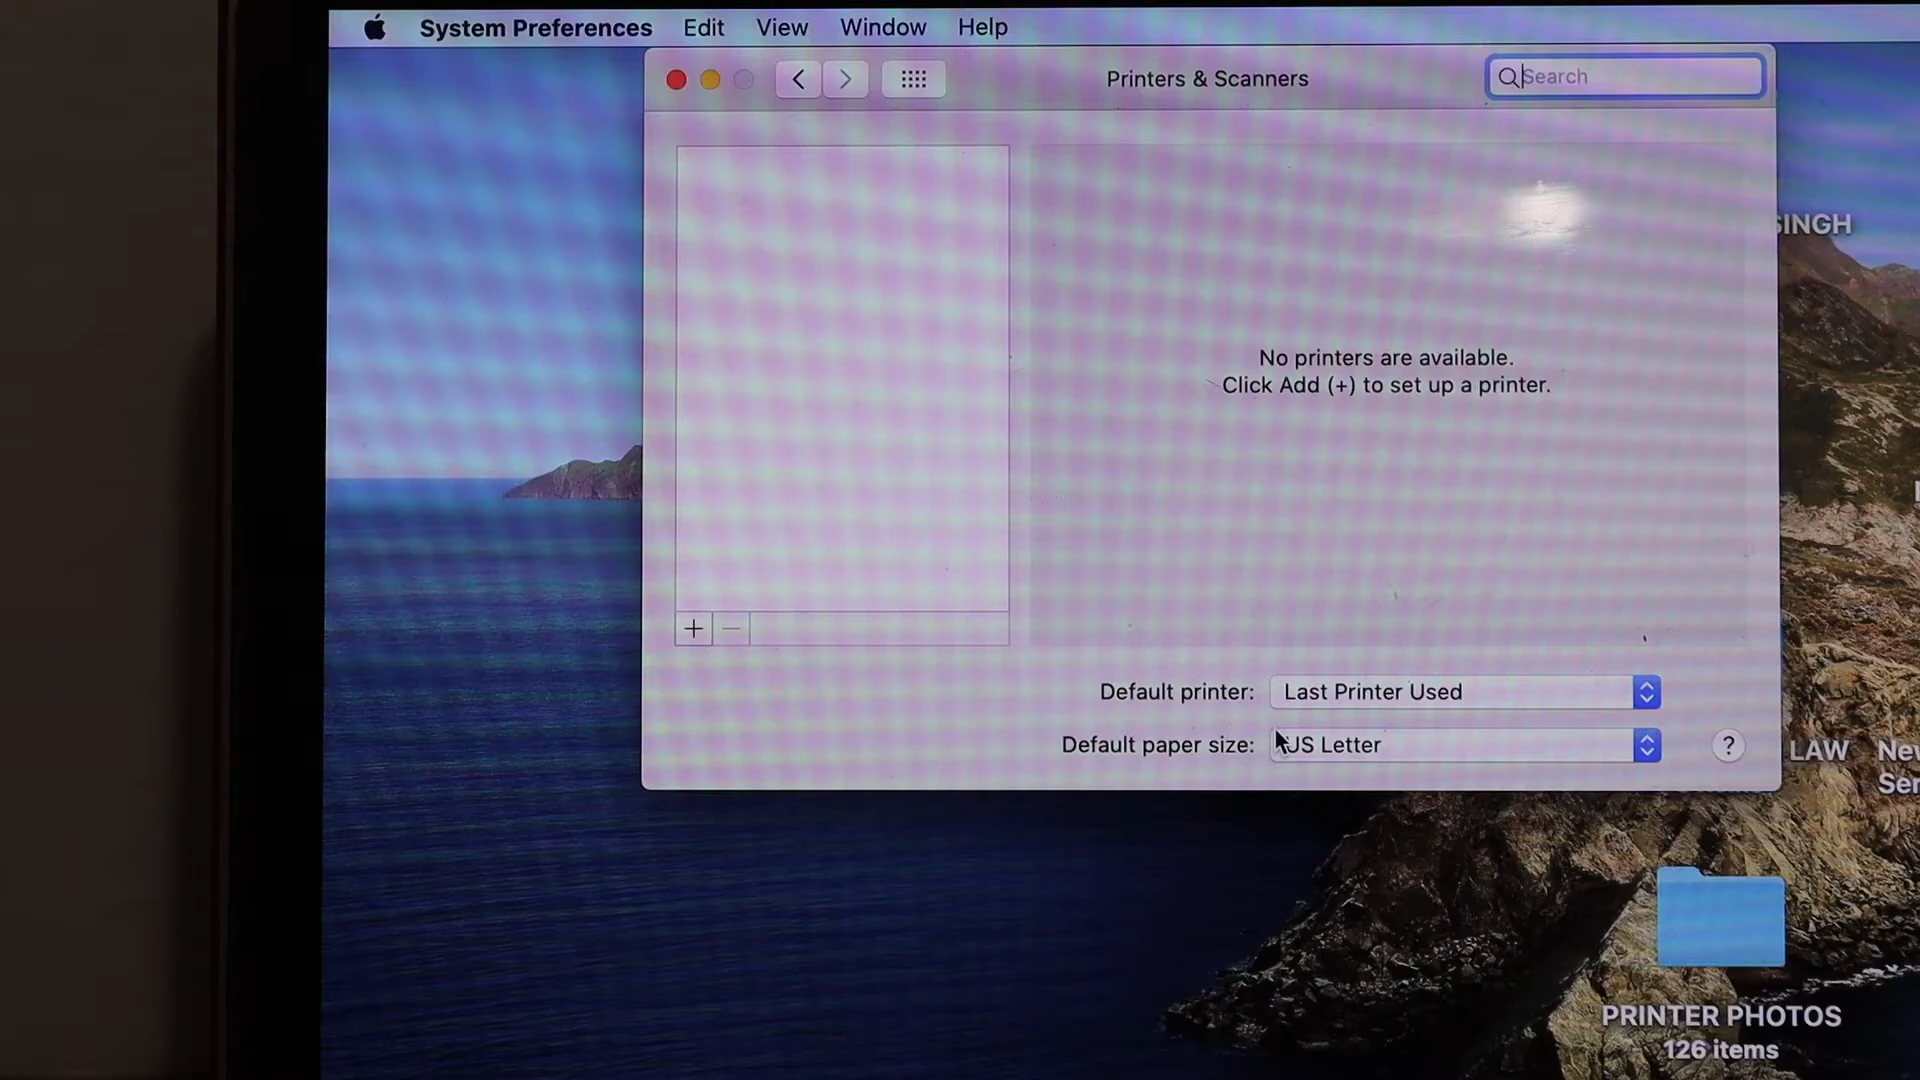 System Preferences Edit View Window Help
Printers & Scanners
Search
SINGH
No printers are available.
Click Add (+) to set up a printer.
+ −
Default printer: Last Printer Used
Default paper size: US Letter ?
LAW
PRINTER PHOTOS
126 items